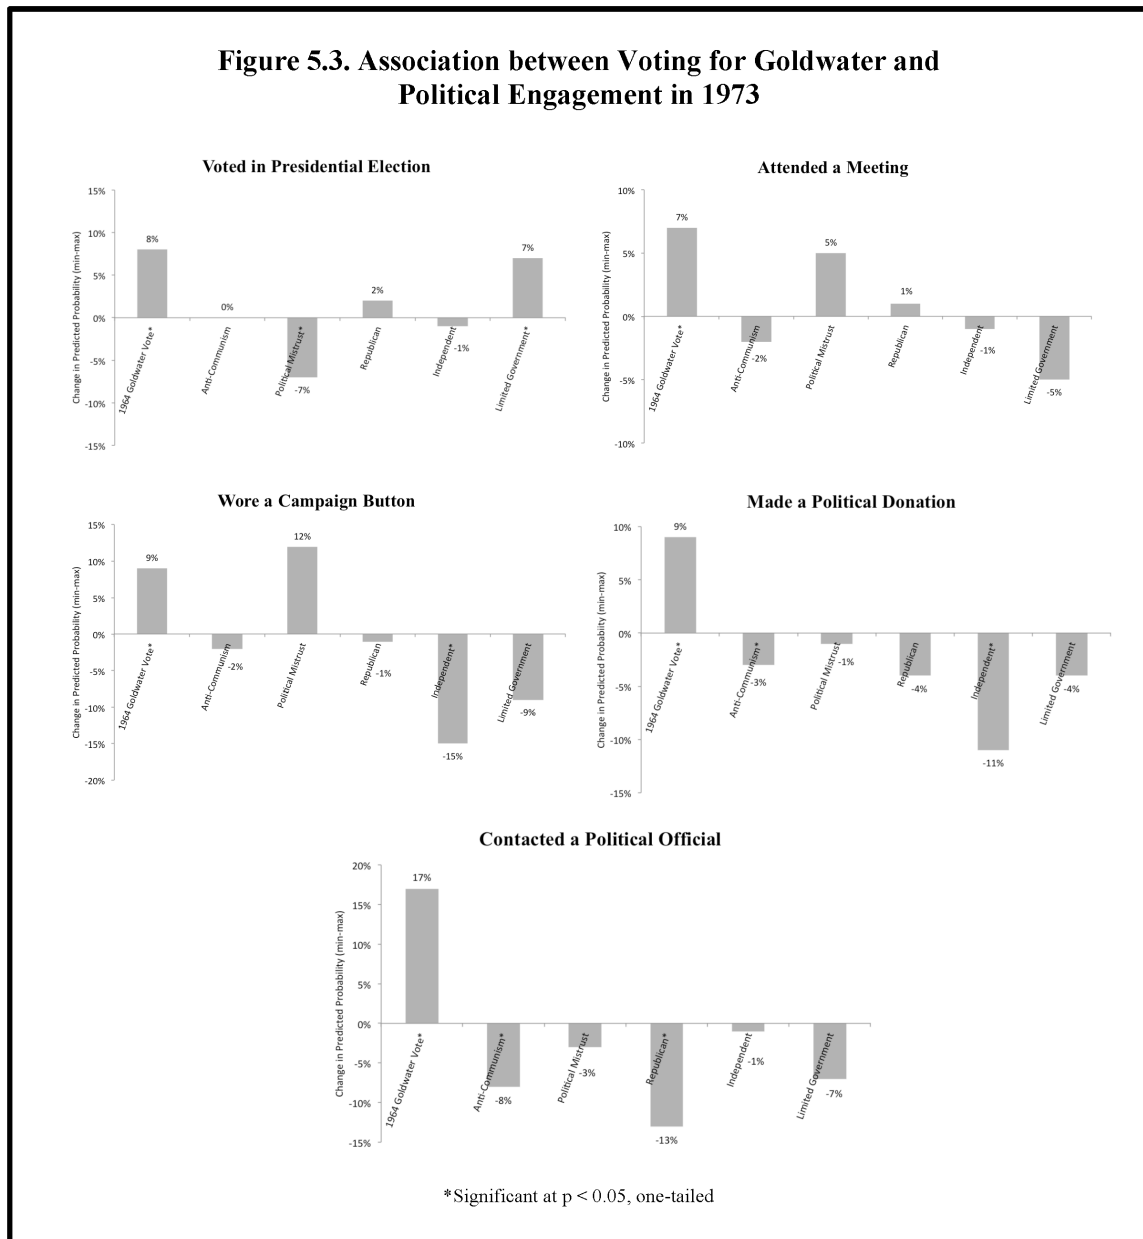 Figure 5.3. Association between Voting for Goldwater and
Political Engagement in 1973
Voted in Presidential Election
Change in Predicted Probability (min-max)
15%
10%
5%
0%
-5%
-10%
-15%
8%
0%
-7%
2%
-1%
7%
1964 Goldwater Vote*
Anti-Communism
Political Mistrust*
Republican
Independent
Limited Government*
Attended a Meeting
Change in Predicted Probability (min-max)
10%
5%
0%
-5%
-10%
7%
-2%
5%
1%
-1%
-5%
1964 Goldwater Vote*
Anti-Communism
Political Mistrust
Republican
Independent
Limited Government
Wore a Campaign Button
Change in Predicted Probability (min-max)
15%
10%
5%
0%
-5%
-10%
-15%
-20%
9%
-2%
12%
-1%
-15%
-9%
1964 Goldwater Vote*
Anti-Communism
Political Mistrust
Republican
Independent*
Limited Government
Made a Political Donation
Change in Predicted Probability (min-max)
10%
5%
0%
-5%
-10%
-15%
9%
-3%
-1%
-4%
-11%
-4%
1964 Goldwater Vote*
Anti-Communism*
Political Mistrust
Republican
Independent*
Limited Government
Contacted a Political Official
Change in Predicted Probability (min-max)
20%
15%
10%
5%
0%
-5%
-10%
-15%
17%
-8%
-3%
-13%
-1%
-7%
1964 Goldwater Vote*
Anti-Communism*
Political Mistrust
Republican*
Independent
Limited Government
*Significant at p < 0.05, one-tailed